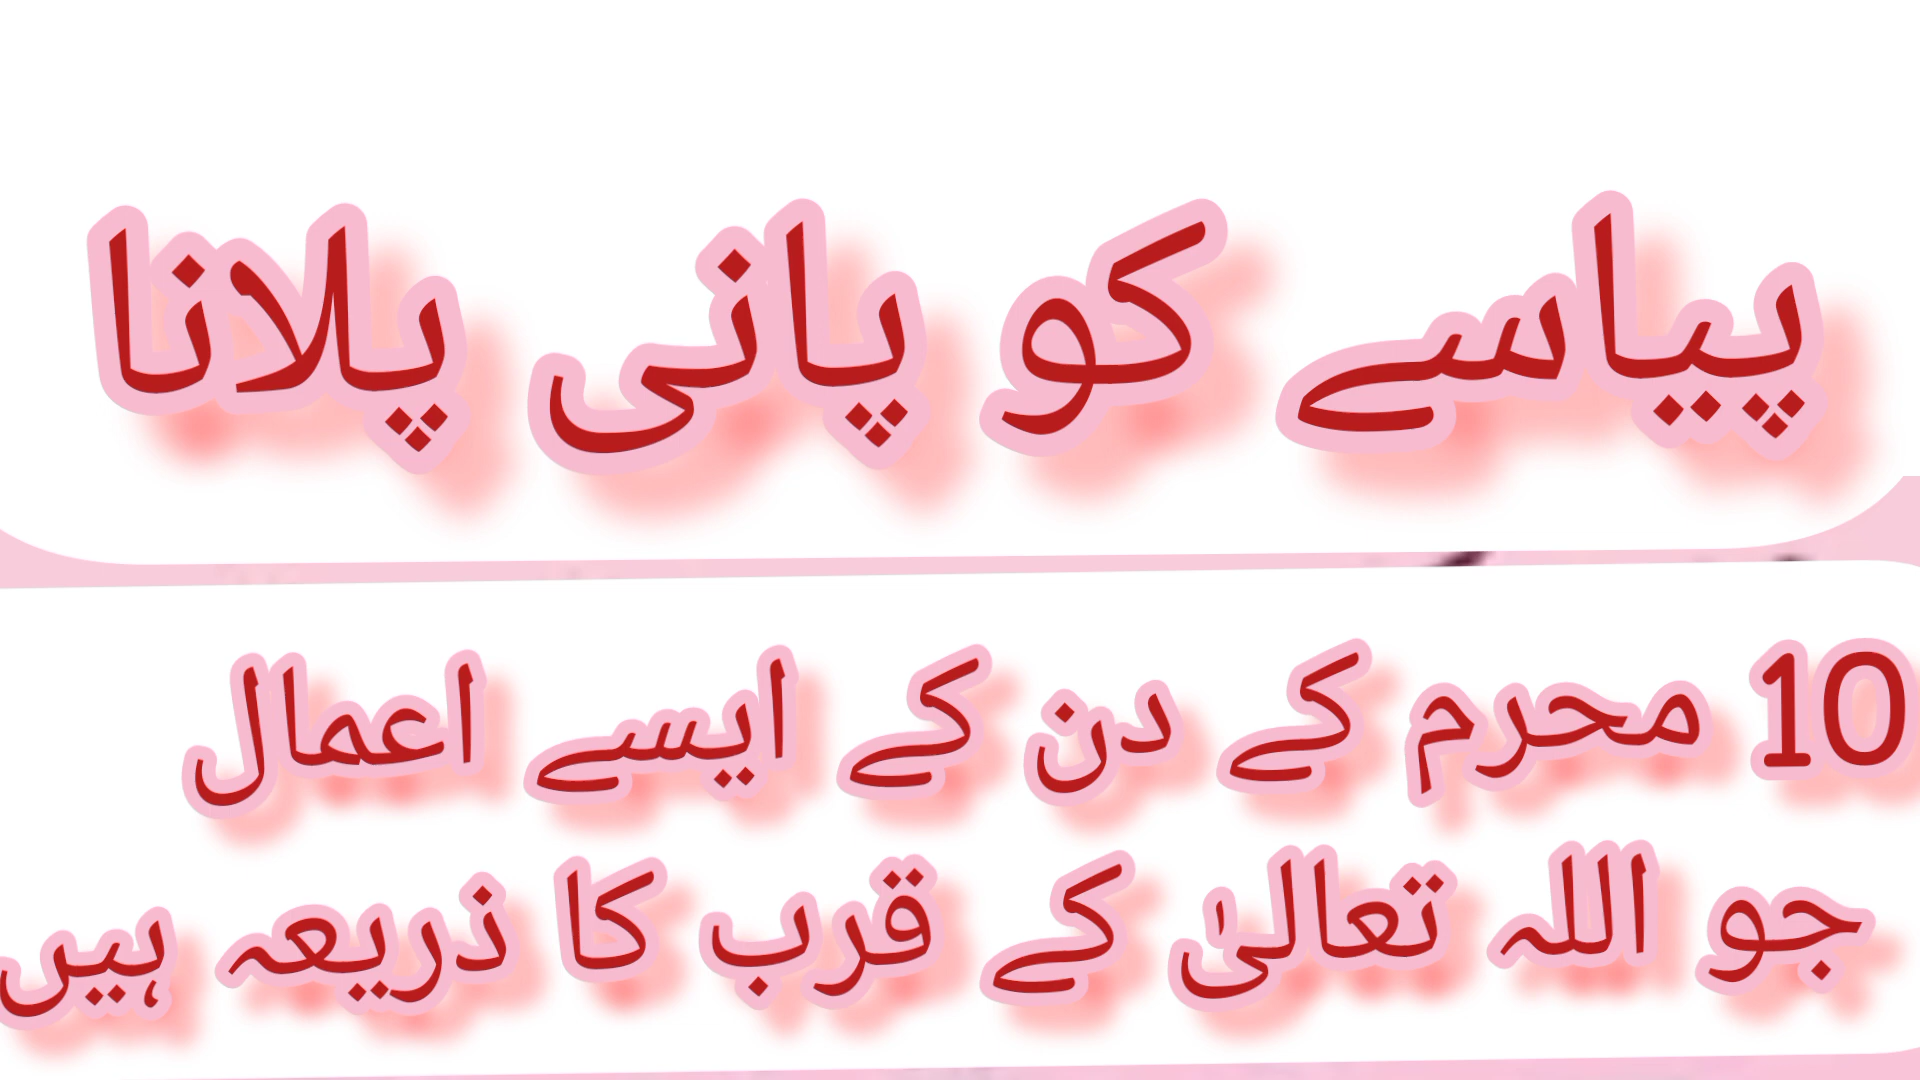 پیاسے کو پانی پلانا
10 محرم کے دن کے ایسے اعمال
جو اللہ تعالیٰ کے قرب کا ذریعہ ہیں